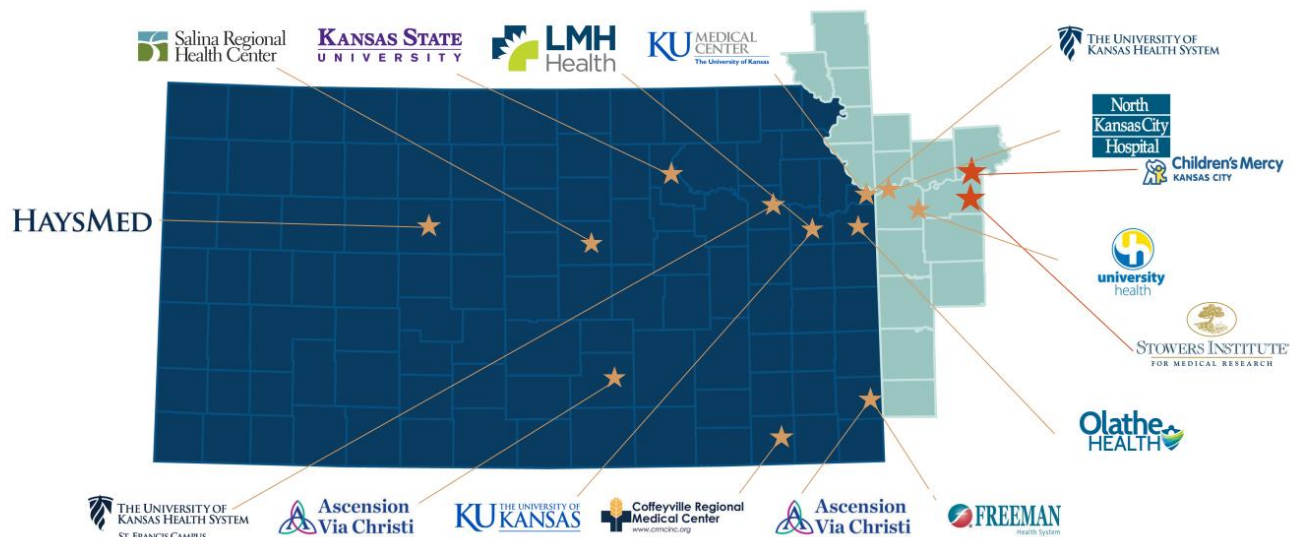 Salina Regional
Health Center
KANSAS STATE
UNIVERSITY
LMH
Health
KU MEDICAL
CENTER
The University of Kansas
THE UNIVERSITY OF
KANSAS HEALTH SYSTEM
North
Kansas City
Hospital
Children's Mercy
KANSAS CITY
HAYSMED
university
health
STOWERS INSTITUTE
FOR MEDICAL RESEARCH
Olathe
HEALTH
THE UNIVERSITY OF
KANSAS HEALTH SYSTEM
ST. FRANCIS CAMPUS
Ascension
Via Christi
KU THE UNIVERSITY OF
KANSAS
Coffeyville Regional
Medical Center
www.crmcinc.org
Ascension
Via Christi
FREEMAN
Health System